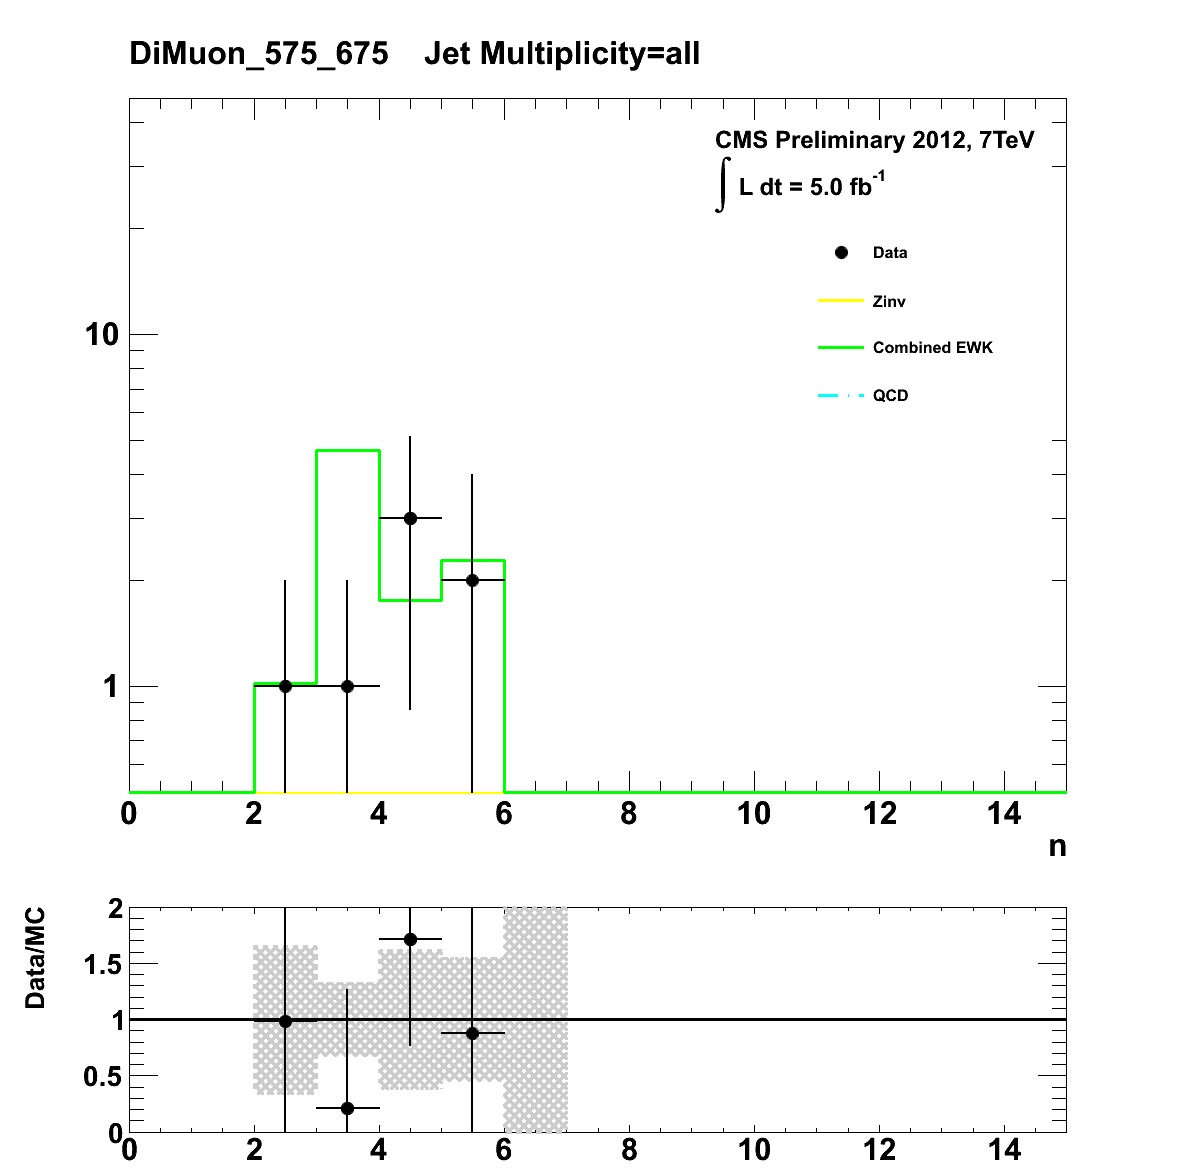 DiMuon_575_675 Jet Multiplicity=all
CMS Preliminary 2012, 7TeV
∫ L dt = 5.0 fb⁻¹
Data
Zinv
Combined EWK
QCD
10
1
0 2 4 6 8 10 12 14
n
Data/MC
2
1.5
1
0.5
0
0 2 4 6 8 10 12 14